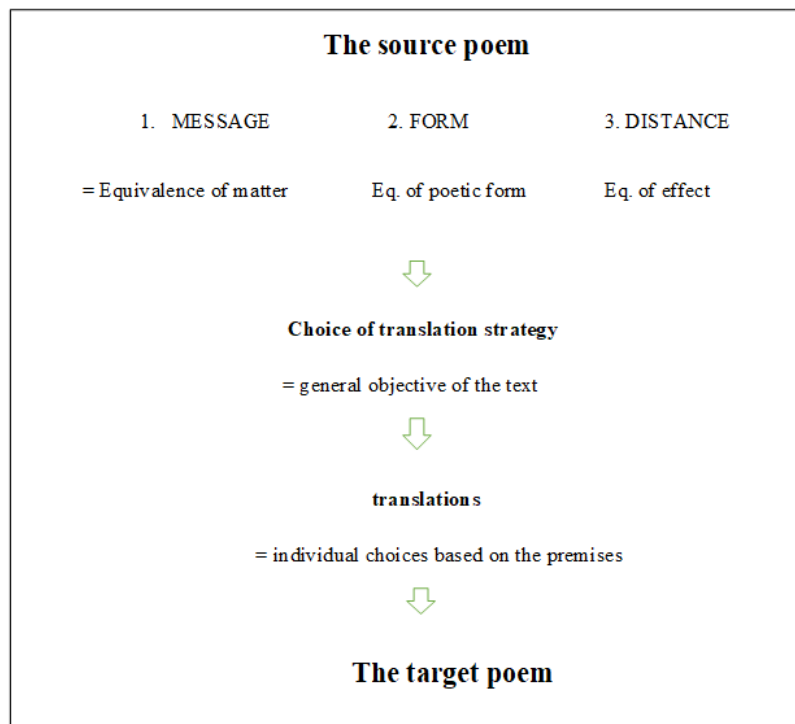 The source poem
1. MESSAGE 2. FORM 3. DISTANCE
= Equivalence of matter Eq. of poetic form Eq. of effect
Choice of translation strategy
= general objective of the text
translations
= individual choices based on the premises
The target poem